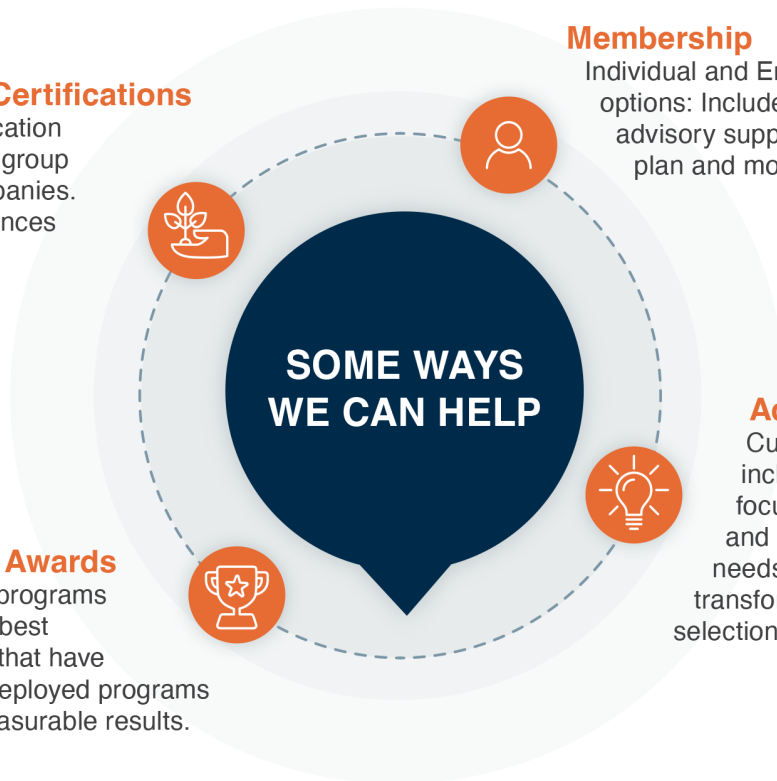 Certifications
cation
group
panies.
nces
Membership
Individual and En
options: Include
advisory supp
plan and mo
SOME WAYS
WE CAN HELP
Ad
Cu
incl
focu
and
needs
transfor
selection
Awards
programs
best
that have
eployed programs
asurable results.